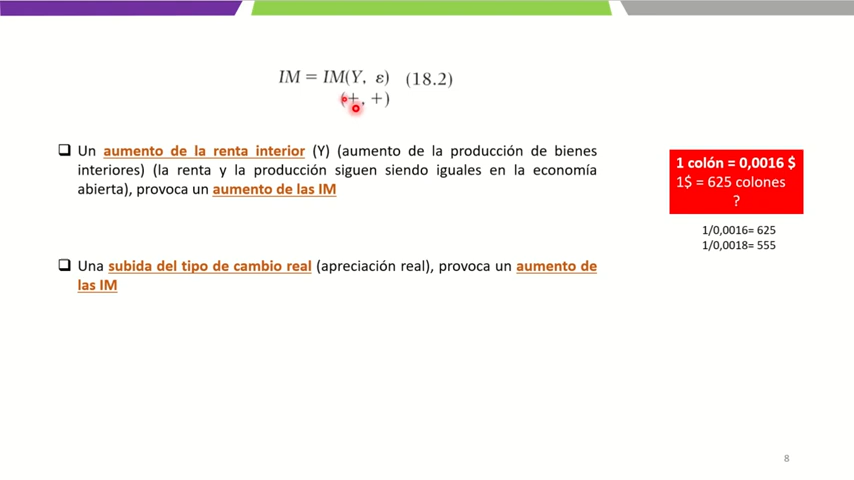 IM = IM(Y, ε) (18.2)
(+, +)
Un aumento de la renta interior (Y) (aumento de la producción de bienes
interiores) (la renta y la producción siguen siendo iguales en la economía
abierta), provoca un aumento de las IM
1 colón = 0,0016 $
1$ = 625 colones
?
1/0,0016= 625
1/0,0018= 555
Una subida del tipo de cambio real (apreciación real), provoca un aumento de
las IM
8